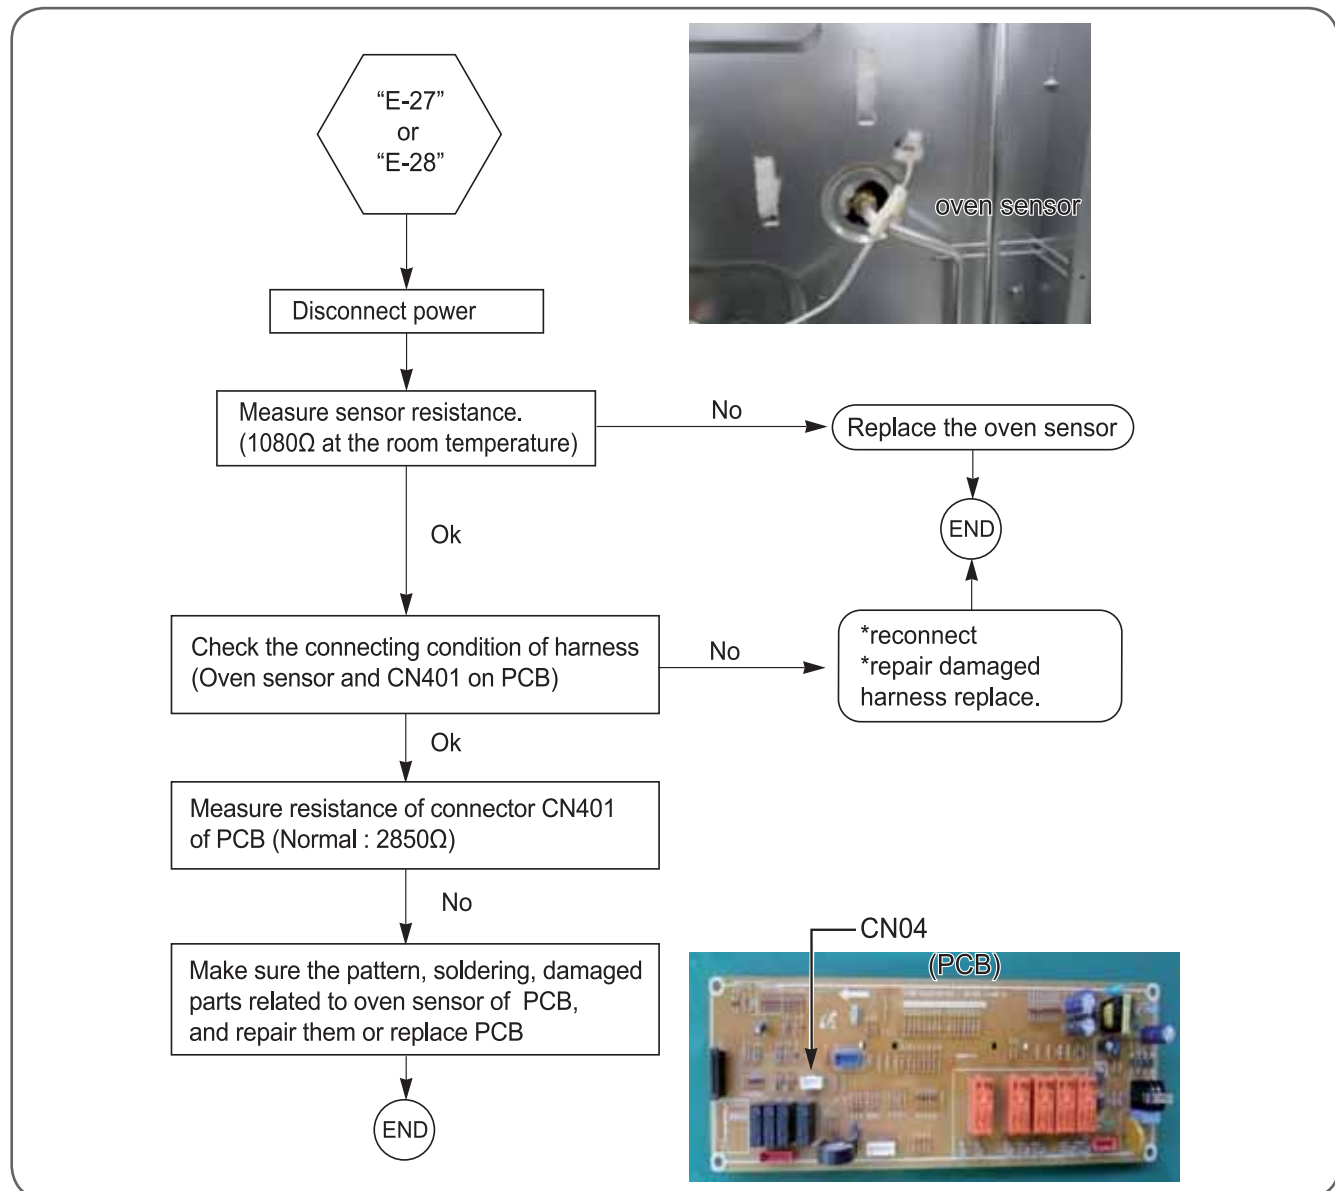 “E-27”
or
“E-28”
oven sensor
Disconnect power
Measure sensor resistance.
(1080Ω at the room temperature)
No
Replace the oven sensor
END
Ok
Check the connecting condition of harness
(Oven sensor and CN401 on PCB)
No
*reconnect
*repair damaged
harness replace.
Ok
Measure resistance of connector CN401
of PCB (Normal : 2850Ω)
No
Make sure the pattern, soldering, damaged
parts related to oven sensor of PCB,
and repair them or replace PCB
END
CN04
(PCB)